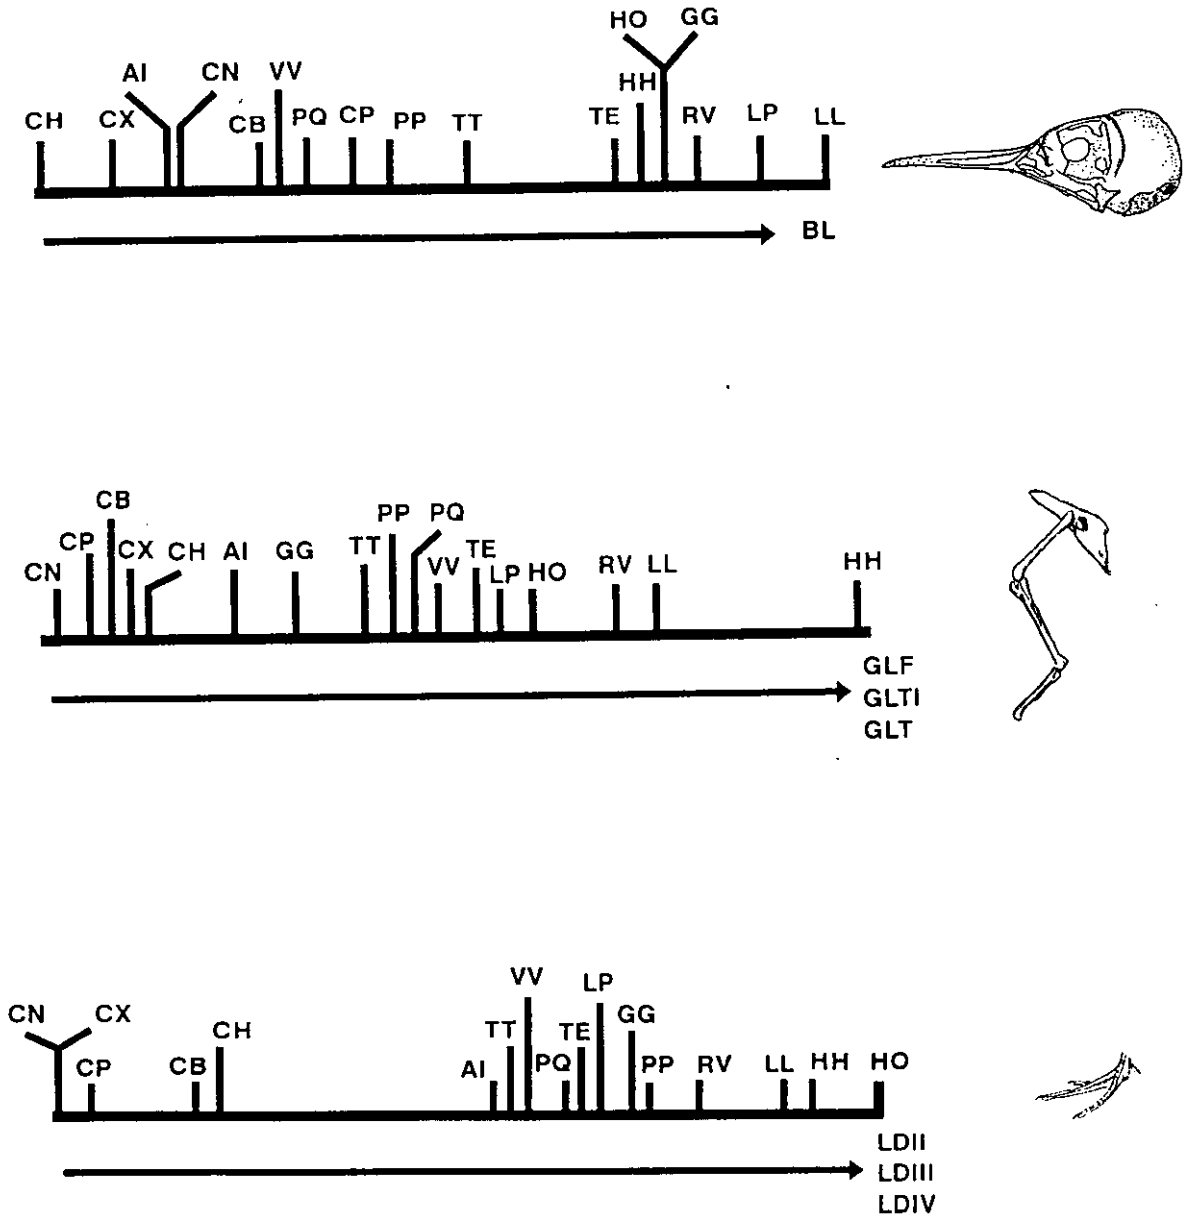 HO GG
AI CN VV HH
CH CX CB PQ CP PP TT TE RV LP LL
BL
CB PP PQ
CP CX CH AI GG TT VV TE
CN LP HO RV LL HH
GLF
GLTI
GLT
VV LP
CN CX CH TT TE GG
CP CB AI PQ PP RV LL HH HO
LDII
LDIII
LDIV